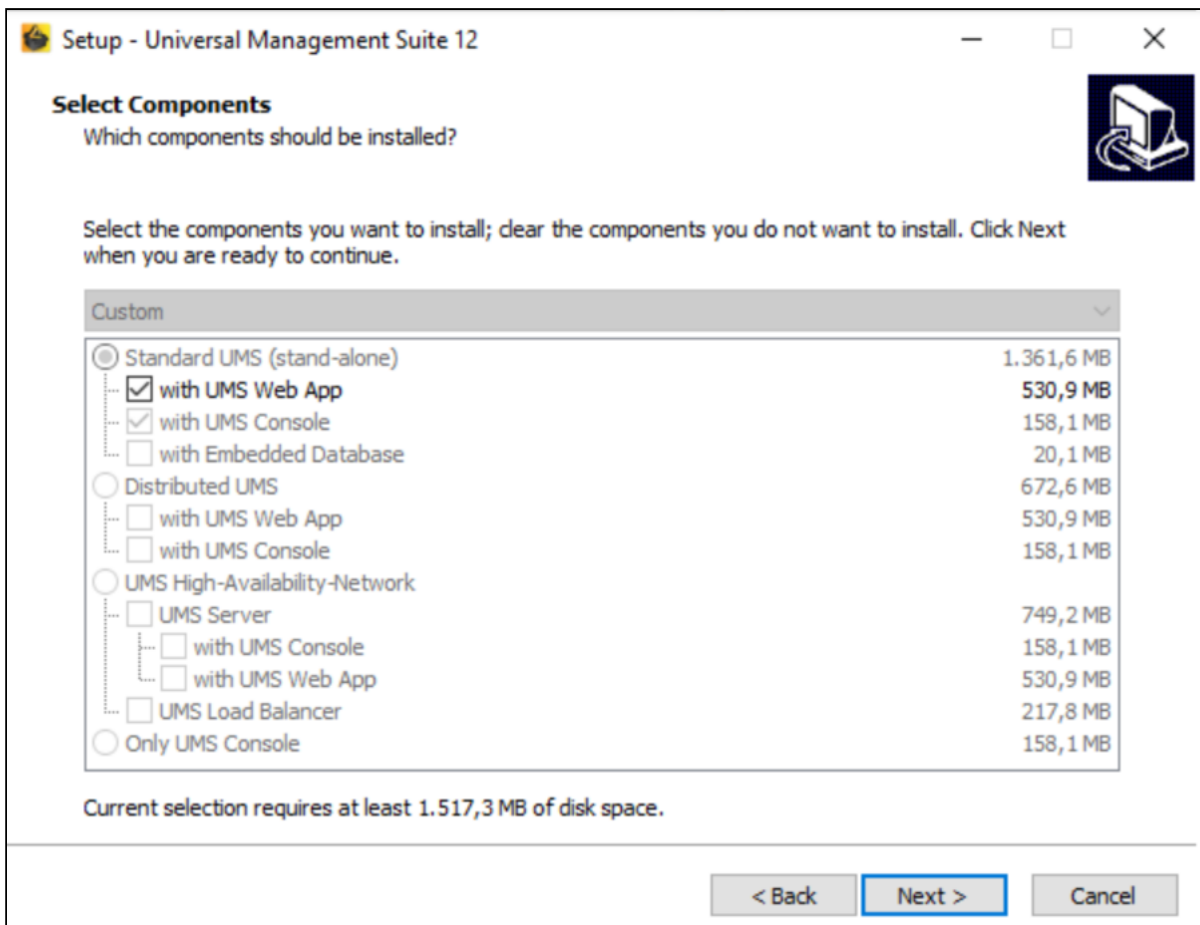 Setup - Universal Management Suite 12
Select Components
Which components should be installed?
Select the components you want to install; clear the components you do not want to install. Click Next
when you are ready to continue.
Custom
Standard UMS (stand-alone) 1.361,6 MB
with UMS Web App 530,9 MB
with UMS Console 158,1 MB
with Embedded Database 20,1 MB
Distributed UMS 672,6 MB
with UMS Web App 530,9 MB
with UMS Console 158,1 MB
UMS High-Availability-Network
UMS Server 749,2 MB
with UMS Console 158,1 MB
with UMS Web App 530,9 MB
UMS Load Balancer 217,8 MB
Only UMS Console 158,1 MB
Current selection requires at least 1.517,3 MB of disk space.
< Back Next > Cancel